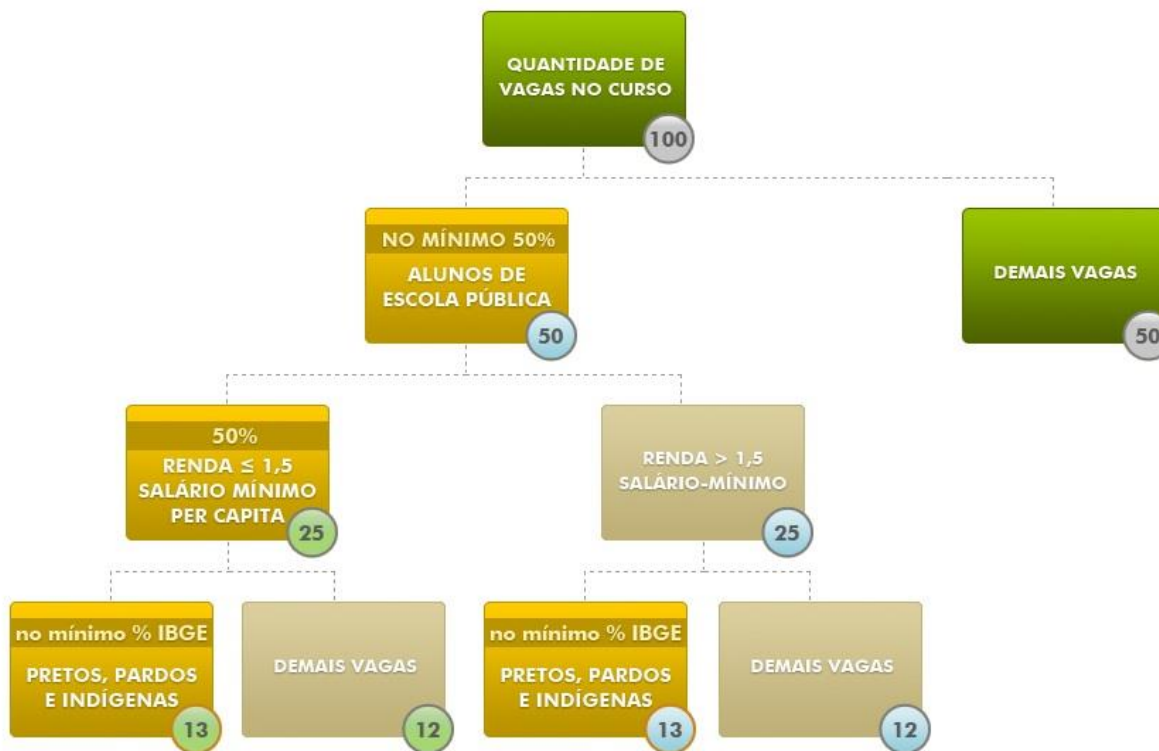 QUANTIDADE DE
VAGAS NO CURSO
100
NO MÍNIMO 50%
ALUNOS DE
ESCOLA PÚBLICA
50
DEMAIS VAGAS
50
50%
RENDA ≤ 1,5
SALÁRIO MÍNIMO
PER CAPITA
25
RENDA > 1,5
SALÁRIO-MÍNIMO
25
no mínimo % IBGE
PRETOS, PARDOS
E INDÍGENAS
13
DEMAIS VAGAS
12
no mínimo % IBGE
PRETOS, PARDOS
E INDÍGENAS
13
DEMAIS VAGAS
12